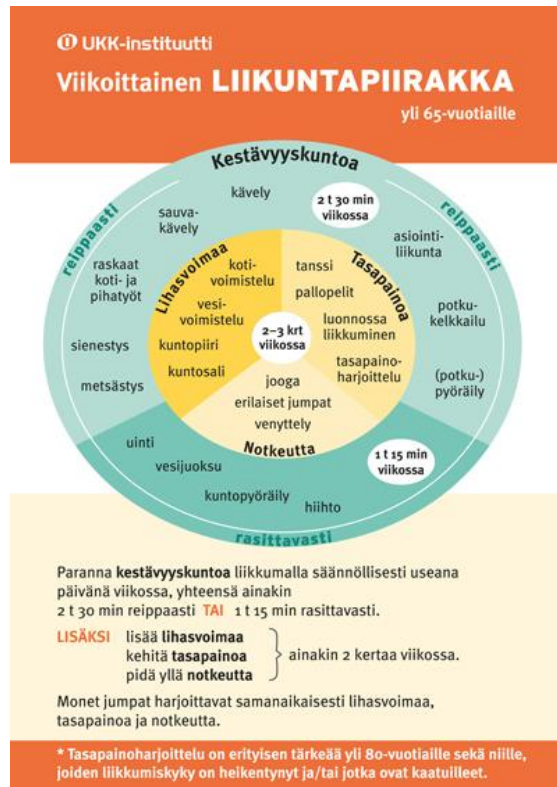 UKK-instituutti
Viikoittainen LIIKUNTAPIIRAKKA
yli 65-vuotiaille
Kestävyyskuntoa
reippaasti
reippaasti
kävely
2 t 30 min
viikossa
sauva-
kävely
asiointi-
liikunta
raskaat
koti- ja
pihatyöt
potku-
kelkkailu
sienestys
metsästys
(potku-)
pyöräily
Lihasvoimaa
koti-
voimistelu
vesi-
voimistelu
kuntopiiri
kuntosali
Tasapainoa
tanssi
pallopelit
luonnossa
liikkuminen
tasapaino-
harjoittelu
2–3 krt
viikossa
jooga
erilaiset jumpat
venyttely
Notkeutta
uinti
vesijuoksu
kuntopyöräily
hiihto
1 t 15 min
viikossa
rasittavasti
Paranna kestävyyskuntoa liikkumalla säännöllisesti useana
päivänä viikossa, yhteensä ainakin
2 t 30 min reippaasti TAI 1 t 15 min rasittavasti.
LISÄKSI lisää lihasvoimaa
kehitä tasapainoa ainakin 2 kertaa viikossa.
pidä yllä notkeutta
Monet jumpat harjoittavat samanaikaisesti lihasvoimaa,
tasapainoa ja notkeutta.
* Tasapainoharjoittelu on erityisen tärkeää yli 80-vuotiaille sekä niille,
joiden liikkumiskyky on heikentynyt ja/tai jotka ovat kaatuilleet.